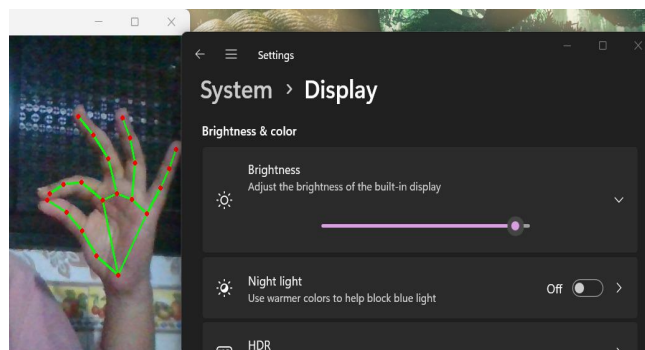 Settings
System › Display
Brightness & color
Brightness
Adjust the brightness of the built-in display
Night light
Use warmer colors to help block blue light
Off
HDR